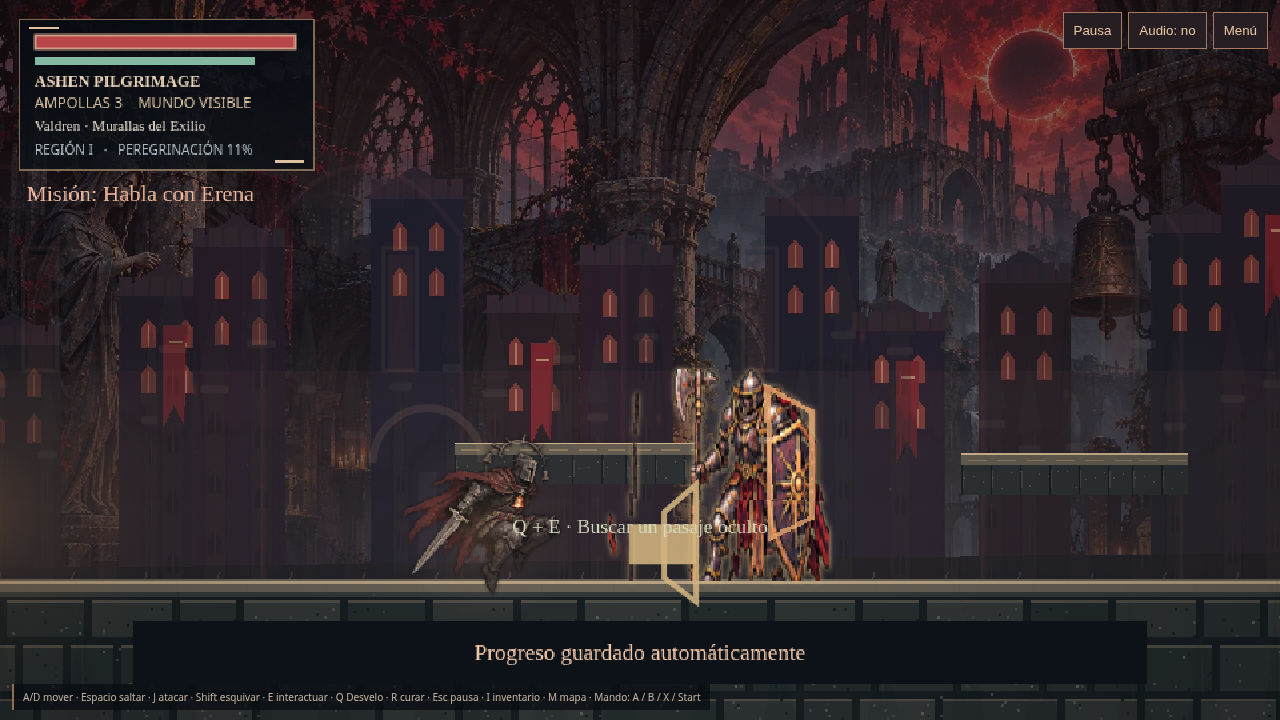 Pausa
Audio: no
Menú
ASHEN PILGRIMAGE
AMPOLLAS 3 MUNDO VISIBLE
Valdren · Murallas del Exilio
REGIÓN I · PEREGRINACIÓN 11%
Misión: Habla con Erena
Q + E · Buscar un pasaje oculto
Progreso guardado automáticamente
A/D mover · Espacio saltar · J atacar · Shift esquivar · E interactuar · Q Desvelo · R curar · Esc pausa · I inventario · M mapa · Mando: A / B / X / Start